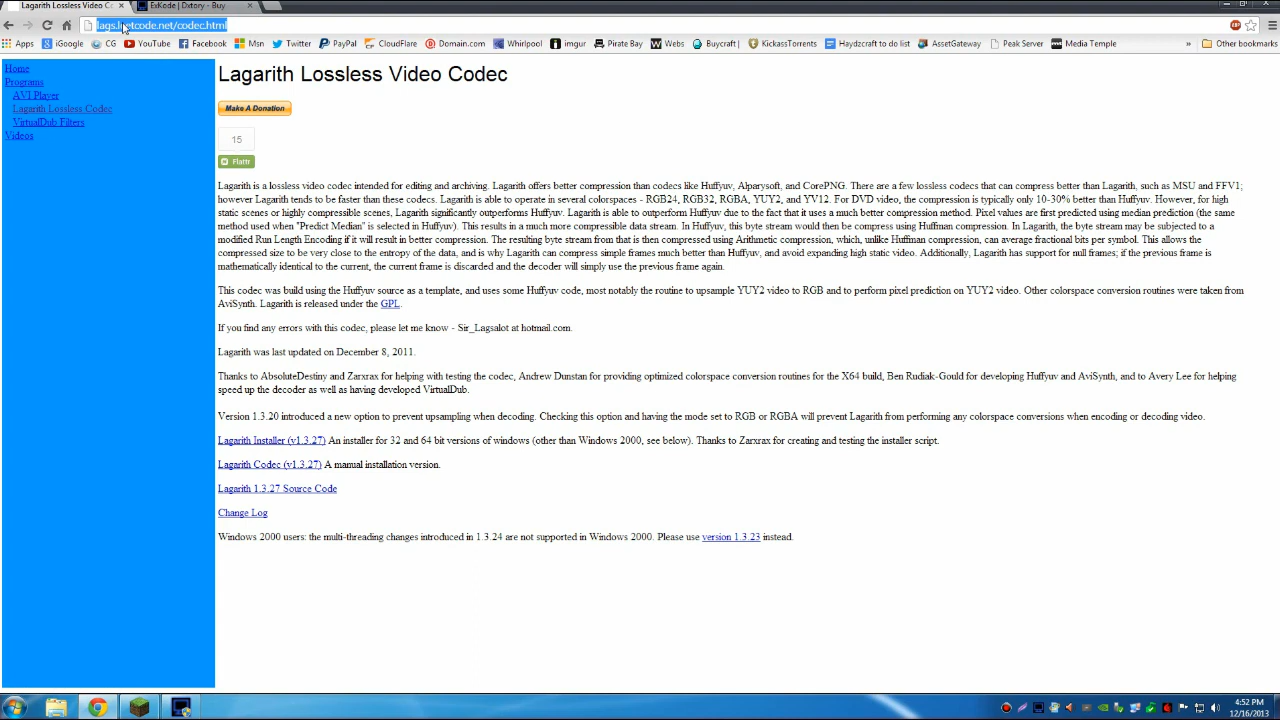 Lagarith Lossless Video Co
ExKode | Dxtory - Buy
lags.leetcode.net/codec.html
Apps iGoogle CG YouTube Facebook Msn Twitter PayPal CloudFlare Domain.com Whirlpool imgur Pirate Bay Webs Buycraft KickassTorrents Haydzcraft to do list AssetGateway Peak Server Media Temple » Other bookmarks
Home
Programs
AVI Player
Lagarith Lossless Codec
VirtualDub Filters
Videos
Lagarith Lossless Video Codec
Make A Donation
15
Flattr
Lagarith is a lossless video codec intended for editing and archiving. Lagarith offers better compression than codecs like Huffyuv, Alparysoft, and CorePNG. There are a few lossless codecs that can compress better than Lagarith, such as MSU and FFV1;
however Lagarith tends to be faster than these codecs. Lagarith is able to operate in several colorspaces - RGB24, RGB32, RGBA, YUY2, and YV12. For DVD video, the compression is typically only 10-30% better than Huffyuv. However, for high
static scenes or highly compressible scenes, Lagarith significantly outperforms Huffyuv. Lagarith is able to outperform Huffyuv due to the fact that it uses a much better compression method. Pixel values are first predicted using median prediction (the same
method used when "Predict Median" is selected in Huffyuv). This results in a much more compressible data stream. In Huffyuv, this byte stream would then be compress using Huffman compression. In Lagarith, the byte stream may be subjected to a
modified Run Length Encoding if it will result in better compression. The resulting byte stream from that is then compressed using Arithmetic compression, which, unlike Huffman compression, can average fractional bits per symbol. This allows the
compressed size to be very close to the entropy of the data, and is why Lagarith can compress simple frames much better than Huffyuv, and avoid expanding high static video. Additionally, Lagarith has support for null frames; if the previous frame is
mathematically identical to the current, the current frame is discarded and the decoder will simply use the previous frame again.
This codec was build using the Huffyuv source as a template, and uses some Huffyuv code, most notably the routine to upsample YUY2 video to RGB and to perform pixel prediction on YUY2 video. Other colorspace conversion routines were taken from
AviSynth. Lagarith is released under the GPL.
If you find any errors with this codec, please let me know - Sir_Lagsalot at hotmail.com.
Lagarith was last updated on December 8, 2011.
Thanks to AbsoluteDestiny and Zarxrax for helping with testing the codec, Andrew Dunstan for providing optimized colorspace conversion routines for the X64 build, Ben Rudiak-Gould for developing Huffyuv and AviSynth, and to Avery Lee for helping
speed up the decoder as well as having developed VirtualDub.
Version 1.3.20 introduced a new option to prevent upsampling when decoding. Checking this option and having the mode set to RGB or RGBA will prevent Lagarith from performing any colorspace conversions when encoding or decoding video.
Lagarith Installer (v1.3.27) An installer for 32 and 64 bit versions of windows (other than Windows 2000, see below). Thanks to Zarxrax for creating and testing the installer script.
Lagarith Codec (v1.3.27) A manual installation version.
Lagarith 1.3.27 Source Code
Change Log
Windows 2000 users: the multi-threading changes introduced in 1.3.24 are not supported in Windows 2000. Please use version 1.3.23 instead.
4:52 PM
12/16/2013